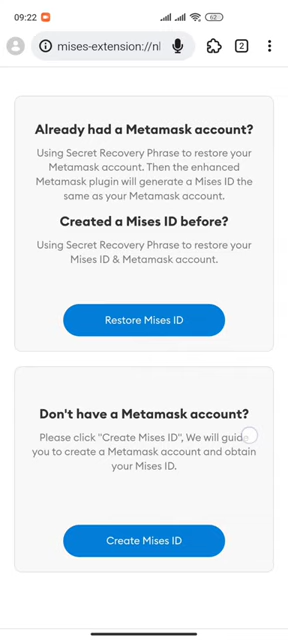 09:22
62
mises-extension://nl
2
Already had a Metamask account?
Using Secret Recovery Phrase to restore your
Metamask account. Then the enhanced
Metamask plugin will generate a Mises ID the
same as your Metamask account.
Created a Mises ID before?
Using Secret Recovery Phrase to restore your
Mises ID & Metamask account.
Restore Mises ID
Don't have a Metamask account?
Please click "Create Mises ID", We will guide
you to create a Metamask account and obtain
your Mises ID.
Create Mises ID